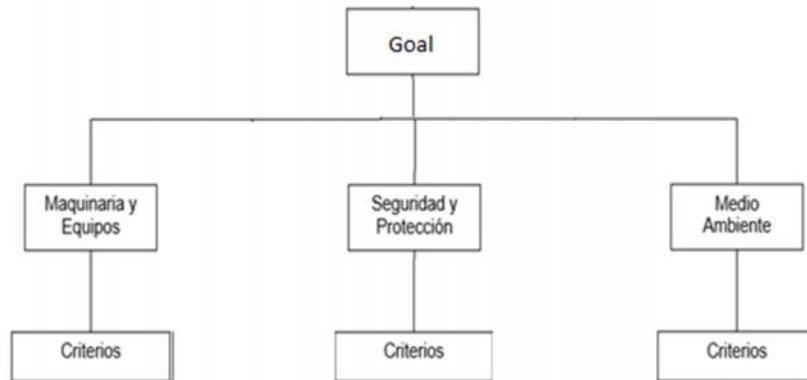 Goal
Maquinaria y
Equipos
Seguridad y
Protección
Medio
Ambiente
Criterios
Criterios
Criterios